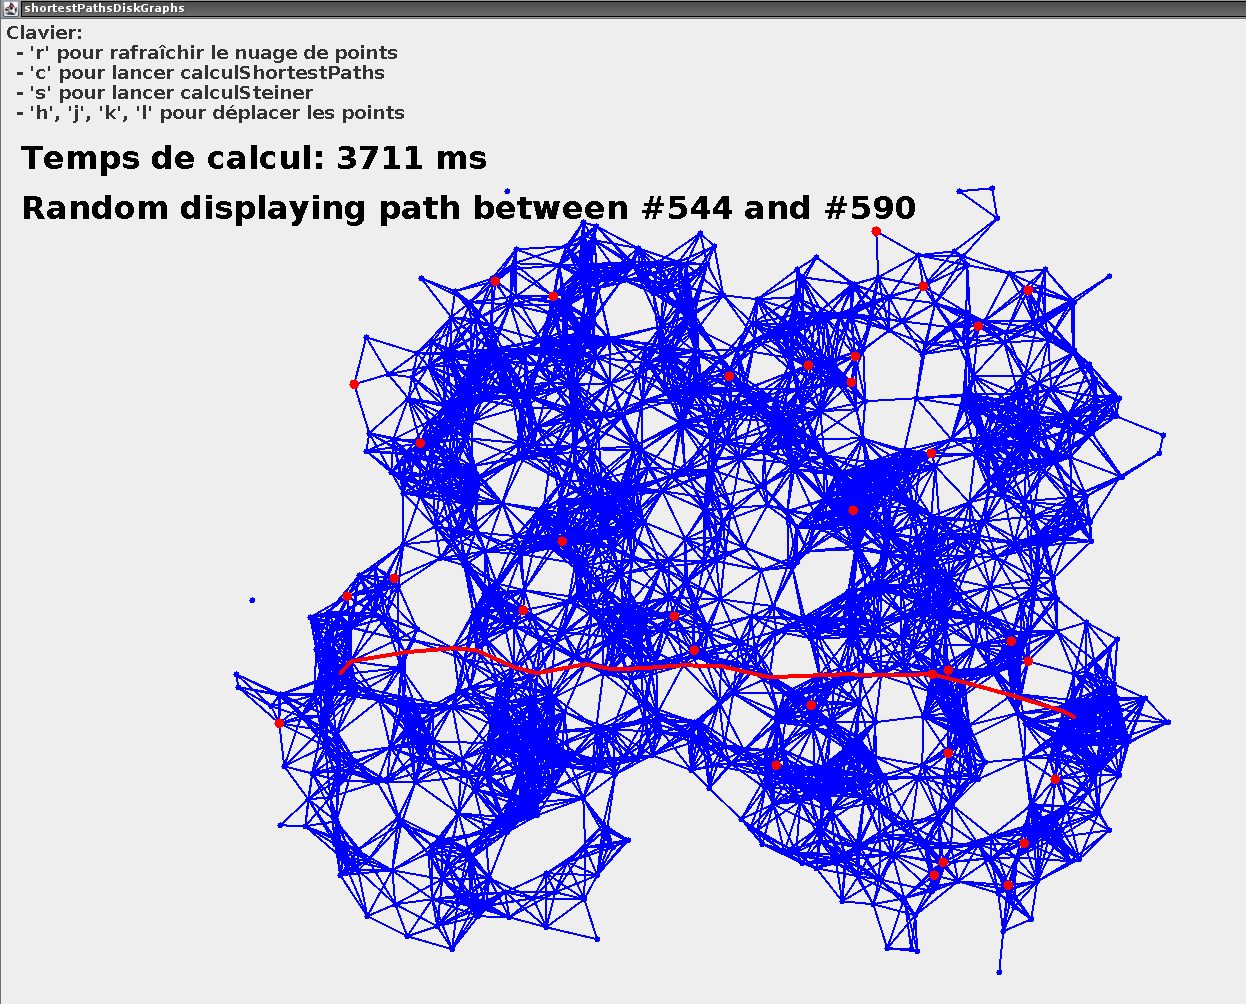 shortestPathsDiskGraphs
Clavier:
- 'r' pour rafraîchir le nuage de points
- 'c' pour lancer calculShortestPaths
- 's' pour lancer calculSteiner
- 'h', 'j', 'k', 'l' pour déplacer les points
Temps de calcul: 3711 ms
Random displaying path between #544 and #590